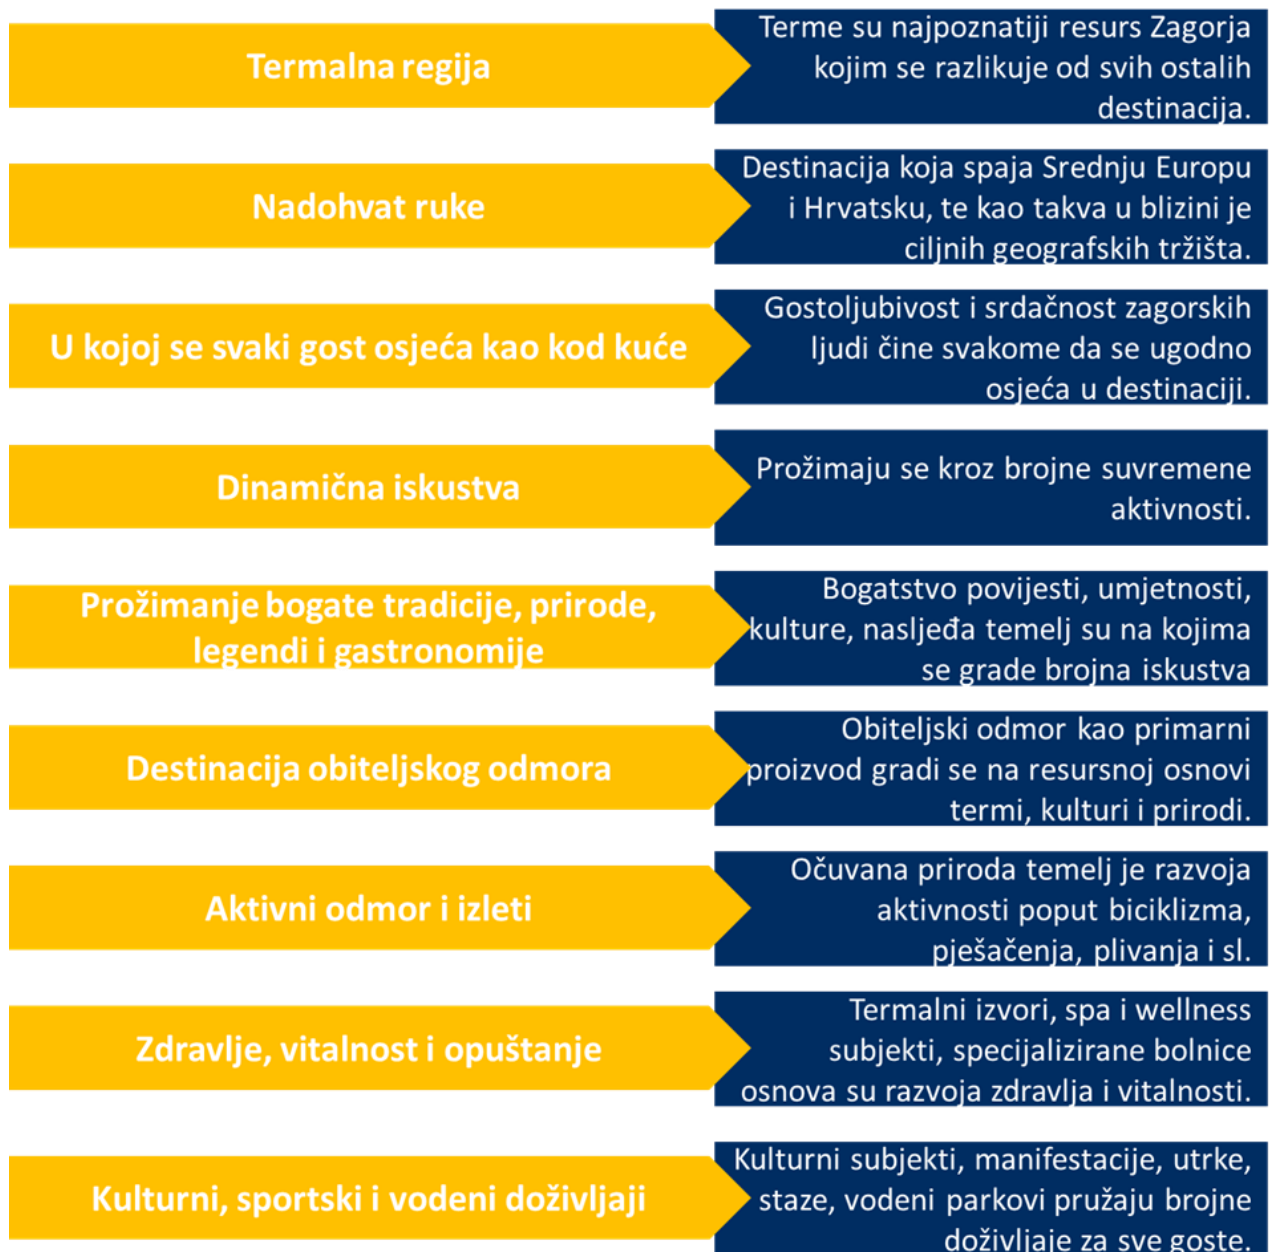 Termalna regija
Terme su najpoznatiji resurs Zagorja
kojim se razlikuje od svih ostalih
destinacija.
Nadohvat ruke
Destinacija koja spaja Srednju Europu
i Hrvatsku, te kao takva u blizini je
ciljnih geografskih tržišta.
U kojoj se svaki gost osjeća kao kod kuće
Gostoljubivost i srdačnost zagorskih
ljudi čine svakome da se ugodno
osjeća u destinaciji.
Dinamična iskustva
Prožimaju se kroz brojne suvremene
aktivnosti.
Prožimanje bogate tradicije, prirode,
legendi i gastronomije
Bogatstvo povijesti, umjetnosti,
kulture, nasljeđa temelj su na kojima
se grade brojna iskustva
Destinacija obiteljskog odmora
Obiteljski odmor kao primarni
proizvod gradi se na resursnoj osnovi
termi, kulturi i prirodi.
Aktivni odmor i izleti
Očuvana priroda temelj je razvoja
aktivnosti poput biciklizma,
pješačenja, plivanja i sl.
Zdravlje, vitalnost i opuštanje
Termalni izvori, spa i wellness
subjekti, specijalizirane bolnice
osnova su razvoja zdravlja i vitalnosti.
Kulturni, sportski i vodeni doživljaji
Kulturni subjekti, manifestacije, utrke,
staze, vodeni parkovi pružaju brojne
doživljaje za sve goste.